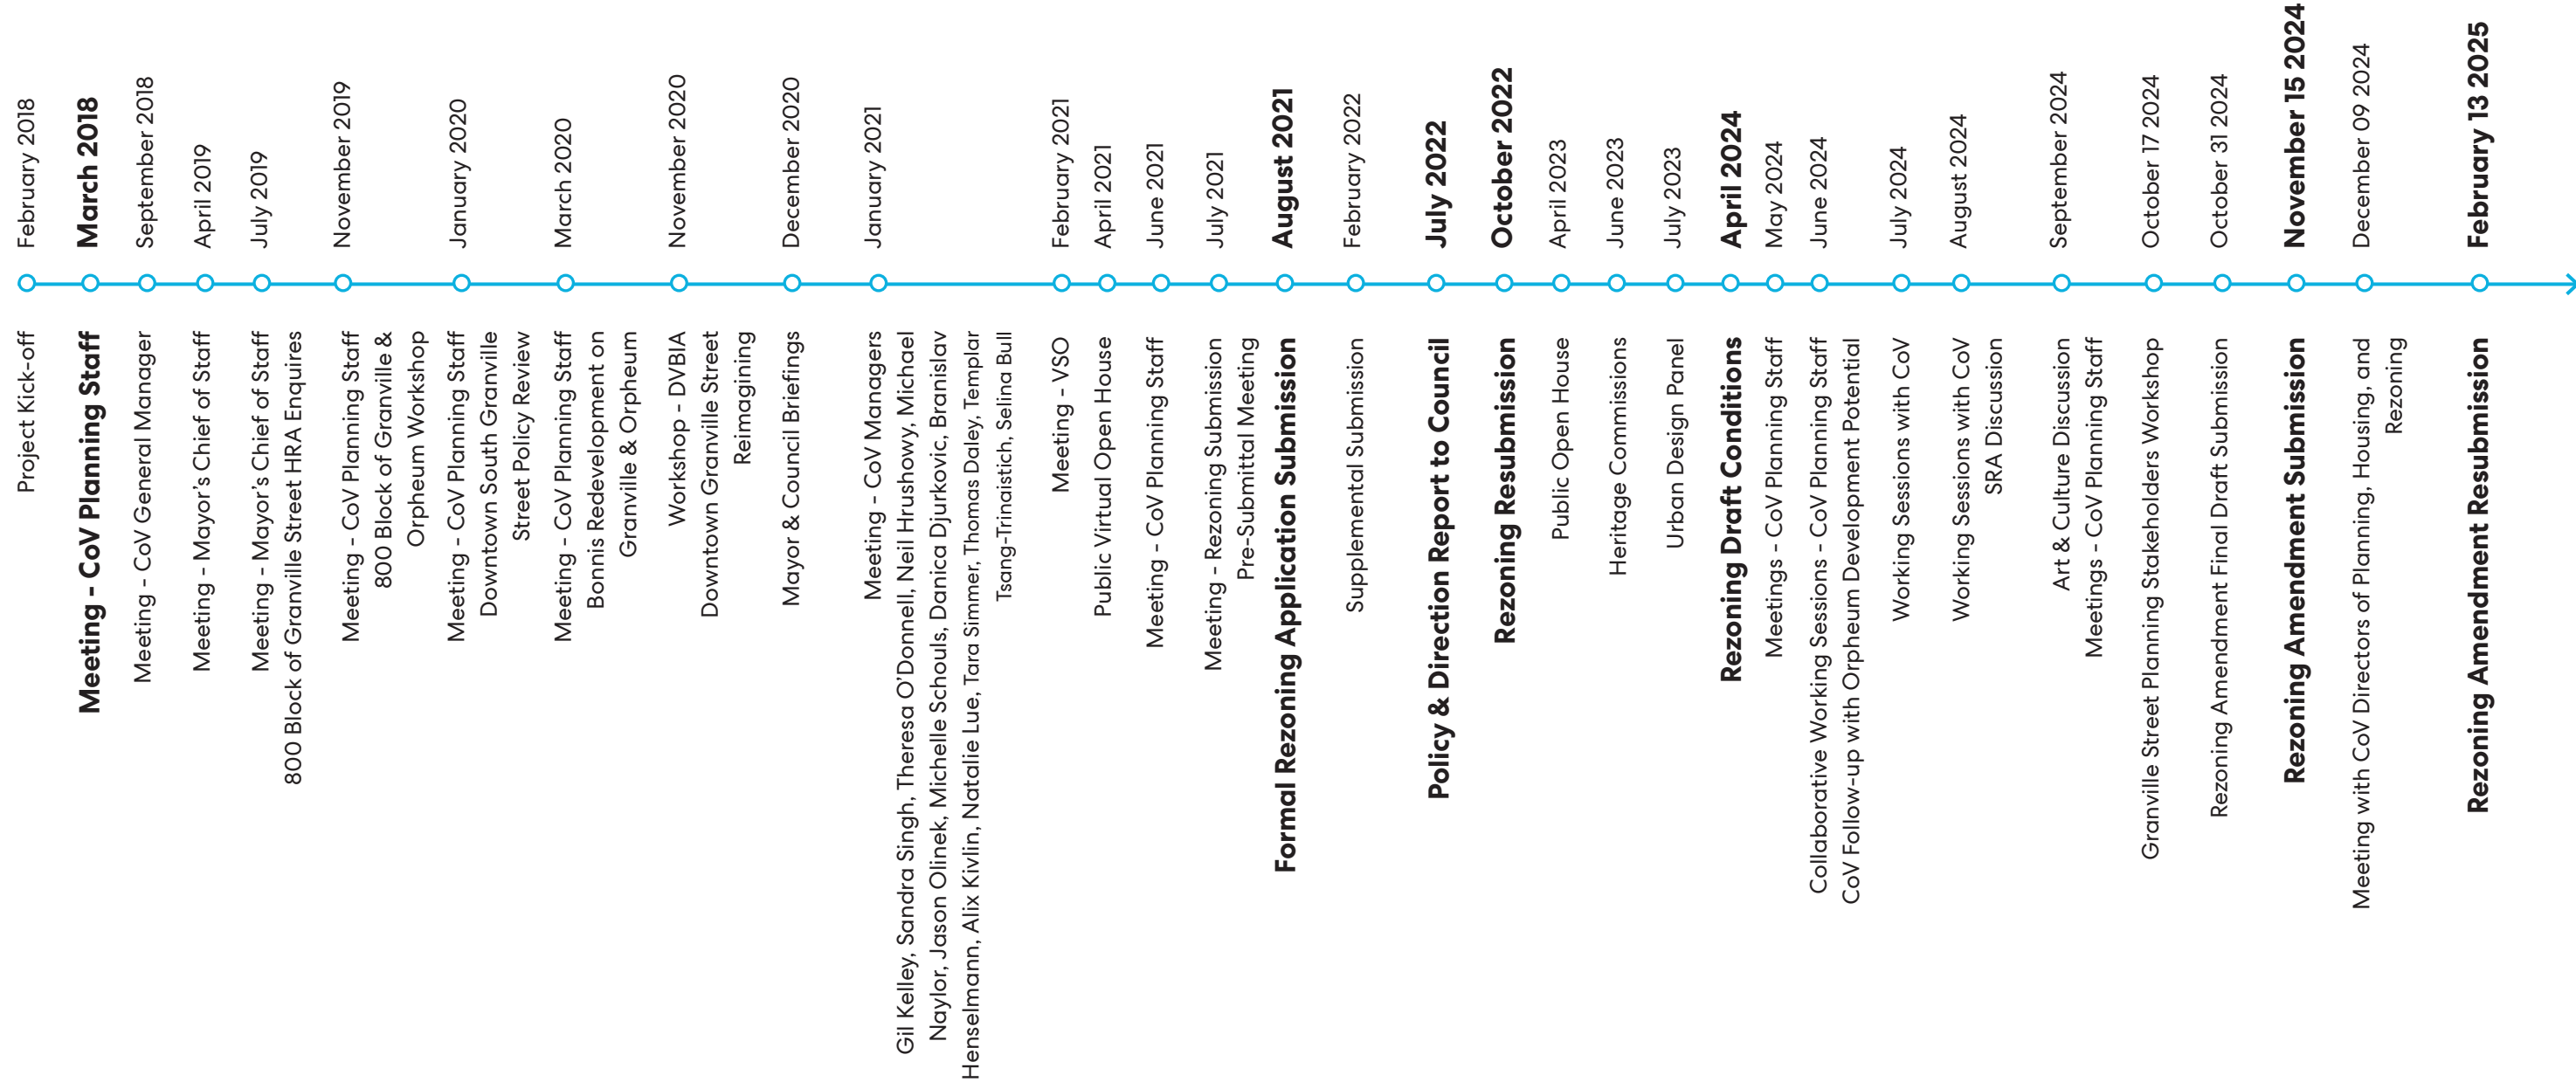 February 2018
Project Kick-off
March 2018
Meeting - CoV Planning Staff
September 2018
Meeting - CoV General Manager
April 2019
Meeting - Mayor's Chief of Staff
July 2019
Meeting - Mayor's Chief of Staff
800 Block of Granville Street HRA Enquires
November 2019
Meeting - CoV Planning Staff
800 Block of Granville &
Orpheum Workshop
January 2020
Meeting - CoV Planning Staff
Downtown South Granville
Street Policy Review
March 2020
Meeting - CoV Planning Staff
Bonnis Redevelopment on
Granville & Orpheum
November 2020
Workshop - DVBIA
Downtown Granville Street
Reimagining
December 2020
Mayor & Council Briefings
January 2021
Meeting - CoV Managers
Gil Kelley, Sandra Singh, Theresa O'Donnell, Neil Hrushowy, Michael
Naylor, Jason Olinek, Michelle Schouls, Danica Djurkovic, Branislav
Henselmann, Alix Kivlin, Natalie Lue, Tara Simmer, Thomas Daley, Templar
Tsang-Trinaistich, Selina Bull
February 2021
Meeting - VSO
April 2021
Public Virtual Open House
June 2021
Meeting - CoV Planning Staff
July 2021
Meeting - Rezoning Submission
Pre-Submittal Meeting
August 2021
Formal Rezoning Application Submission
February 2022
Supplemental Submission
July 2022
Policy & Direction Report to Council
October 2022
Rezoning Resubmission
April 2023
Public Open House
June 2023
Heritage Commissions
July 2023
Urban Design Panel
April 2024
Rezoning Draft Conditions
May 2024
Meetings - CoV Planning Staff
June 2024
Collaborative Working Sessions - CoV Planning Staff
CoV Follow-up with Orpheum Development Potential
July 2024
Working Sessions with CoV
August 2024
Working Sessions with CoV
SRA Discussion
September 2024
Art & Culture Discussion
Meetings - CoV Planning Staff
October 17 2024
Granville Street Planning Stakeholders Workshop
October 31 2024
Rezoning Amendment Final Draft Submission
November 15 2024
Rezoning Amendment Submission
December 09 2024
Meeting with CoV Directors of Planning, Housing, and
Rezoning
February 13 2025
Rezoning Amendment Resubmission